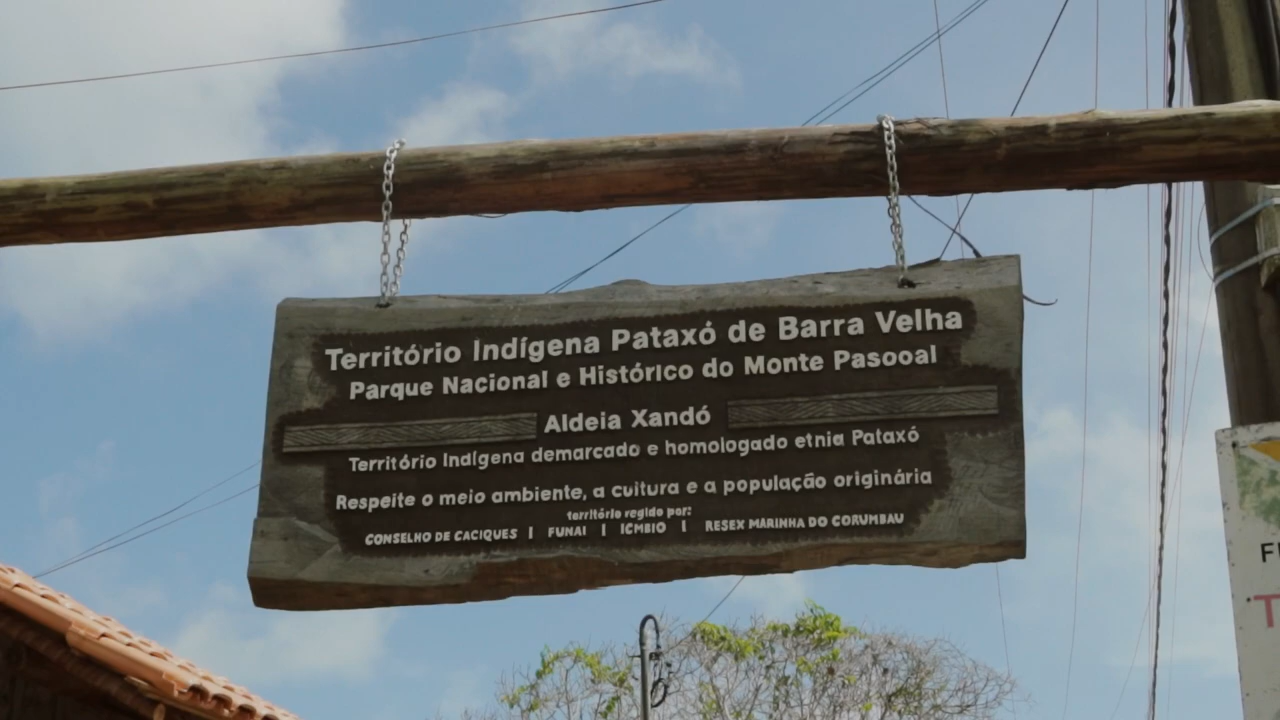 Território Indígena Pataxó de Barra Velha
Parque Nacional e Histórico do Monte Pasooal
Aldeia Xandó
Território Indígena demarcado e homologado etnia Pataxó
Respeite o meio ambiente, a cultura e a população originária
território regido por:
CONSELHO DE CACIQUES | FUNAI | ICMBIO | RESEX MARINHA DO CORUMBAU